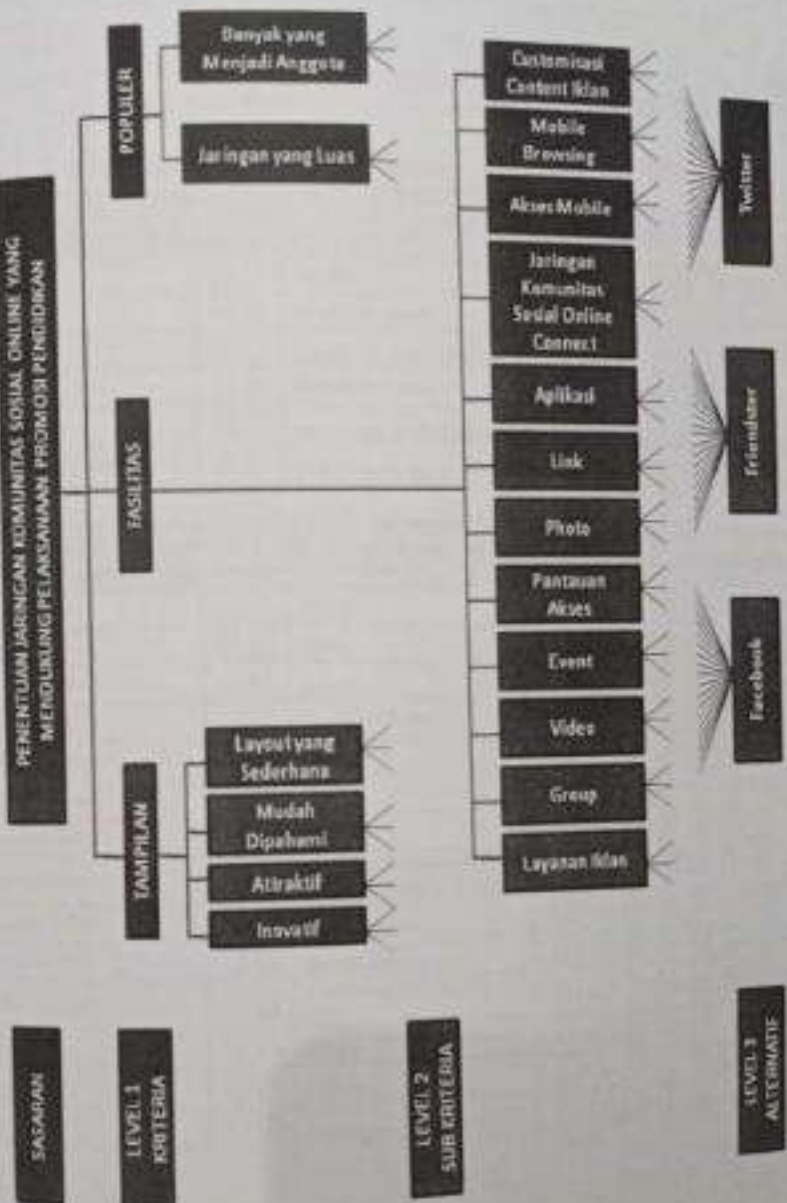 PENENTUAN JARINGAN KOMUNITAS SOSIAL ONLINE YANG
MENDUKUNG PELAKSANAAN PROMOSI PENDIDIKAN
SASARAN
LEVEL 1
KRITERIA
TAMPILAN
FASILITAS
POPULER
LEVEL 2
SUB KRITERIA
Inovatif
Attraktif
Mudah
Dipahami
Layout yang
Sederhana
Jaringan yang Luas
Banyak yang
Menjadi Anggota
Layanan Iklan
Group
Video
Event
Pantauan
Akses
Photo
Link
Aplikasi
Jaringan
Komunitas
Sosial Online
Connect
Akses Mobile
Mobile
Browsing
Customisasi
Content Iklan
LEVEL 3
ALTERNATIF
Facebook
Friendster
Twitter